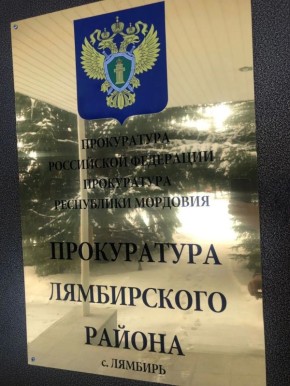 ПРОКУРАТУРА
РОССИЙСКОЙ ФЕДЕРАЦИИ
ПРОКУРАТУРА
РЕСПУБЛИКИ МОРДОВИЯ
ПРОКУРАТУРА
ЛЯМБИРСКОГО
РАЙОНА
с. ЛЯМБИРЬ